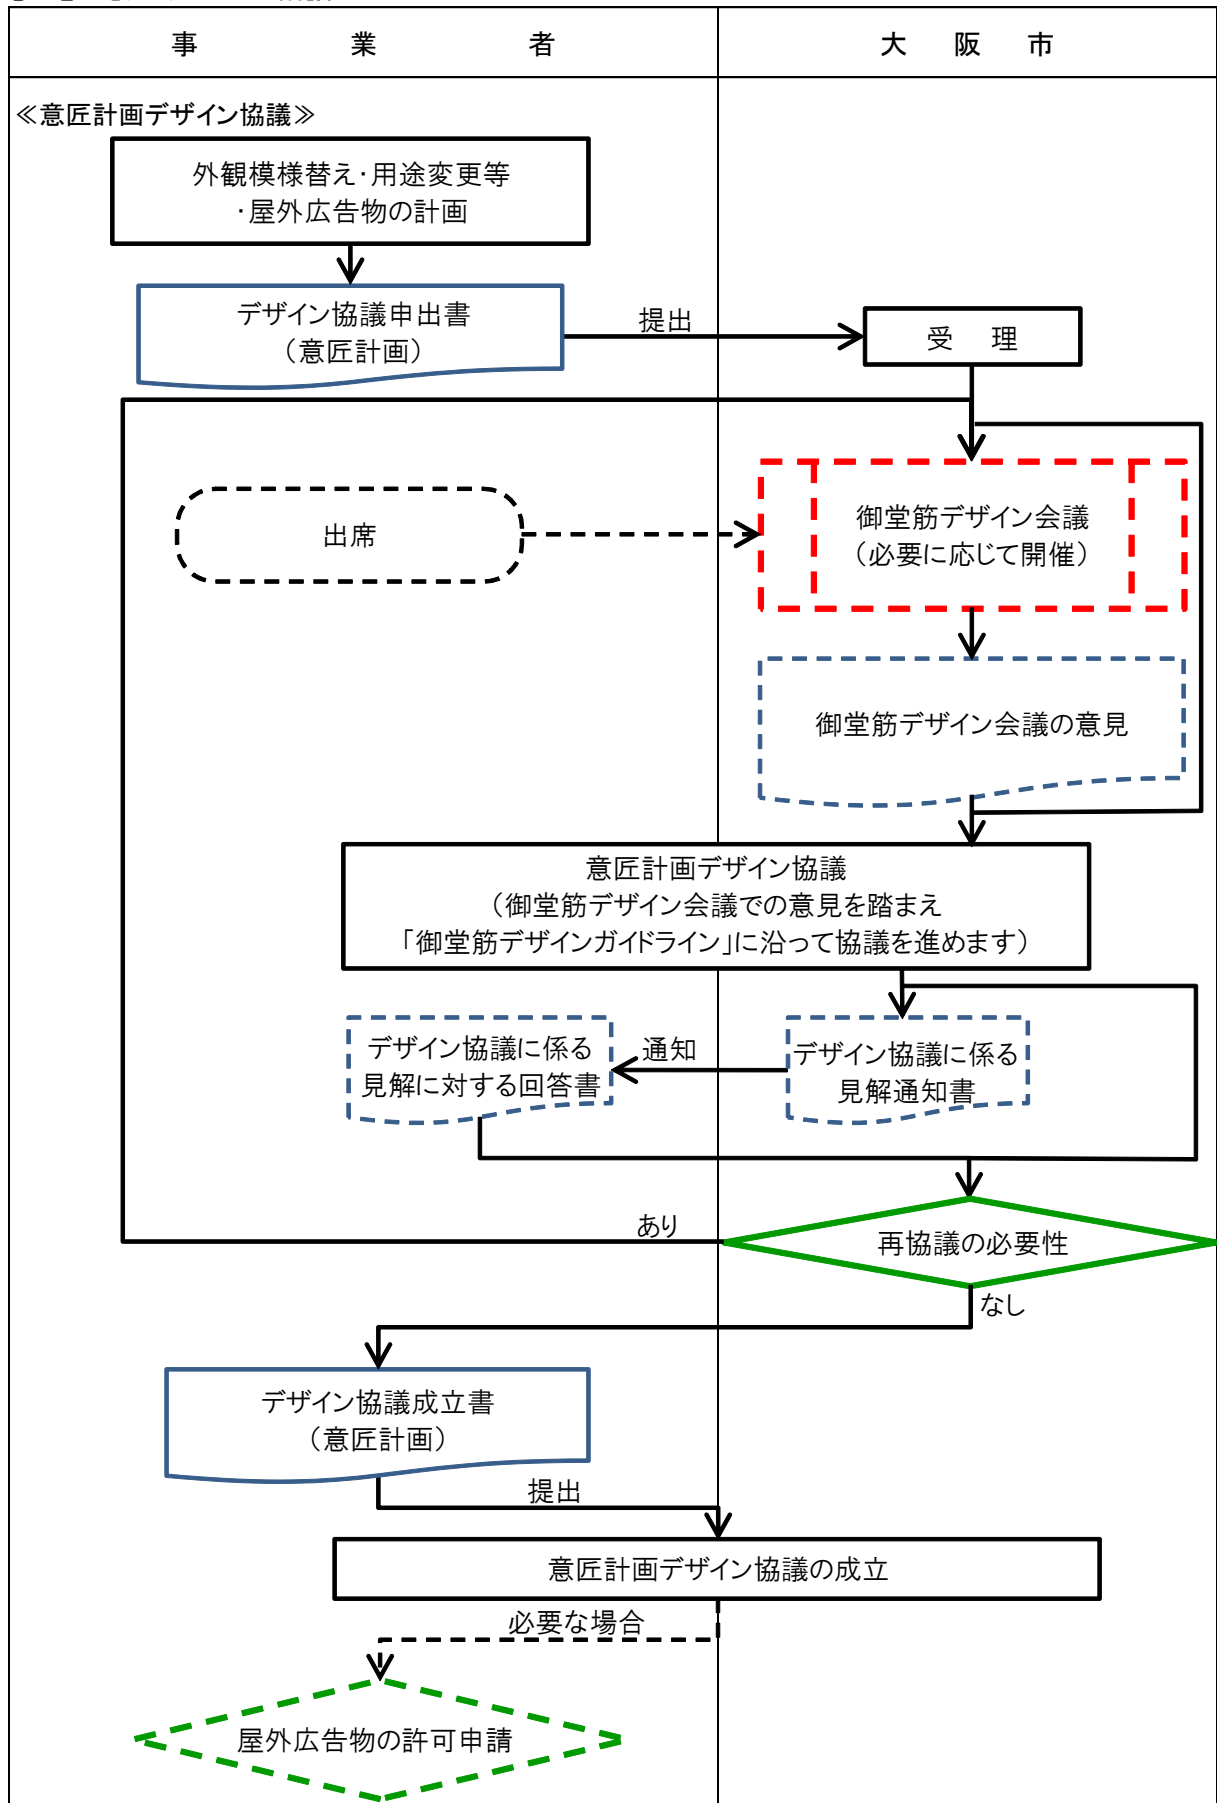 事業者
大阪市
≪意匠計画デザイン協議≫
外観模様替え･用途変更等
･屋外広告物の計画
デザイン協議申出書
（意匠計画）
提出
受理
出席
御堂筋デザイン会議
（必要に応じて開催）
御堂筋デザイン会議の意見
意匠計画デザイン協議
（御堂筋デザイン会議での意見を踏まえ
｢御堂筋デザインガイドライン｣に沿って協議を進めます）
デザイン協議に係る
見解に対する回答書
通知
デザイン協議に係る
見解通知書
あり
再協議の必要性
なし
デザイン協議成立書
（意匠計画）
提出
意匠計画デザイン協議の成立
必要な場合
屋外広告物の許可申請